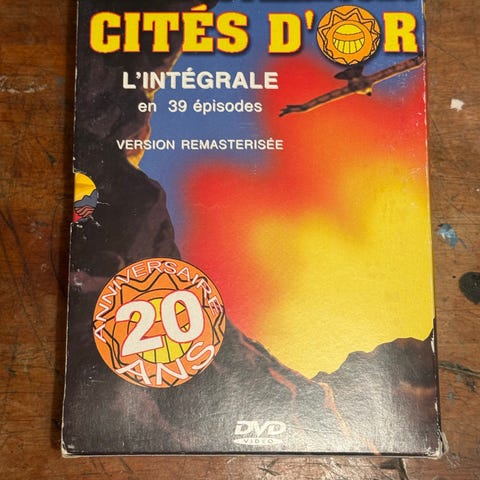 CITÉS D'OR
L'INTÉGRALE
en 39 épisodes
VERSION REMASTERISÉE
ANNIVERSAIRE
20
ANS
DVD
VIDEO